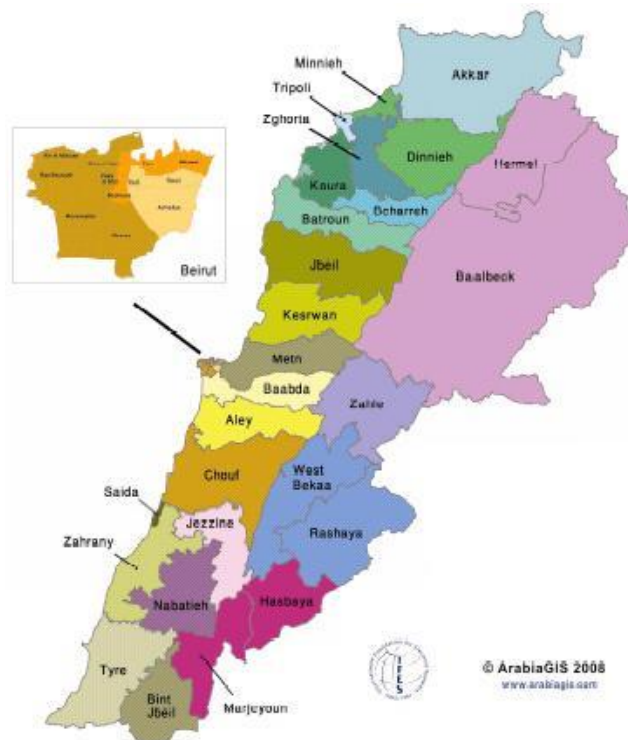 Minnieh
Akkar
Tripoli
Zghorta
Dinnieh
Hermel
Koura
Bcharreh
Batroun
Jbeil
Baalbeck
Beirut
Kesrwan
Metn
Baabda
Zahle
Aley
Chouf
West
Bekaa
Saida
Jezzine
Rashaya
Zahrany
Nabatieh
Hasbaya
Tyre
Bint
Jbeil
Marjeyoun
IFES
© ArabiaGIS 2008
www.arabiagis.com